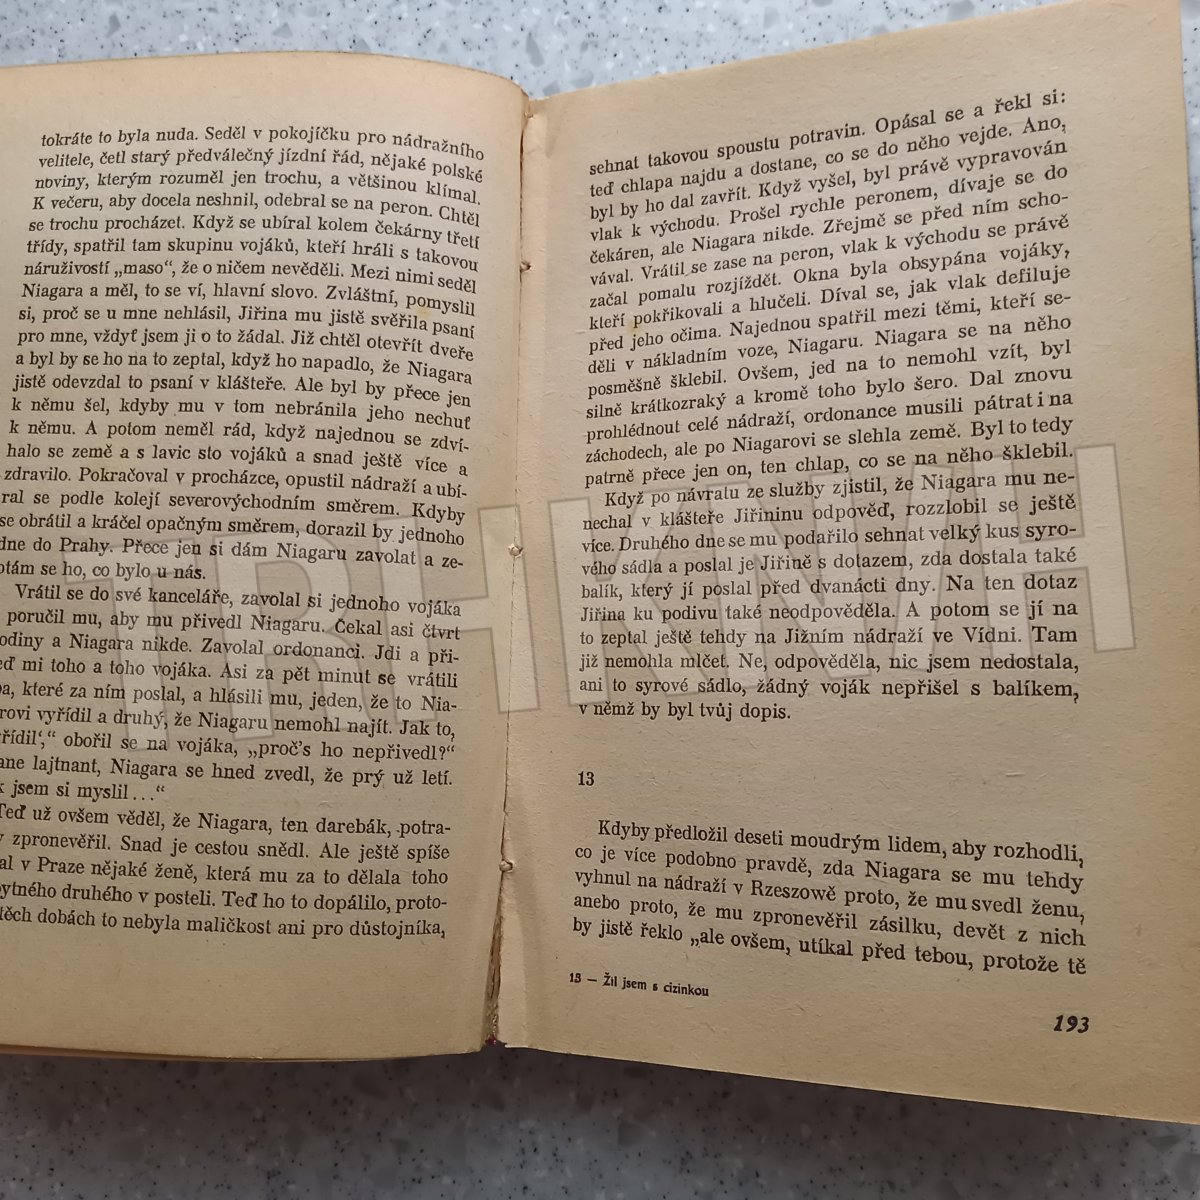 tokráte to byla nuda. Seděl v pokojíčku pro nádražního
velitele, četl starý předválečný jízdní řád, nějaké polské
noviny, kterým rozuměl jen trochu, a většinou klímal.
K večeru, aby docela neshnil, odebral se na peron. Chtěl
se trochu procházet. Když se ubíral kolem čekárny třetí
třídy, spatřil tam skupinu vojáků, kteří hráli s takovou
náruživostí „maso“, že o ničem nevěděli. Mezi nimi seděl
Niagara a měl, to se ví, hlavní slovo. Zvláštní, pomyslil
si, proč se u mne nehlásil, Jiřina mu jistě svěřila psaní
pro mne, vždyť jsem ji o to žádal. Již chtěl otevřít dveře
a byl by se ho na to zeptal, když ho napadlo, že Niagara
jistě odevzdal to psaní v klášteře. Ale byl by přece jen
k němu šel, kdyby mu v tom nebránila jeho nechuť
k němu. A potom neměl rád, když najednou se zdví-
halo se země a s lavic sto vojáků a snad ještě více a
zdravilo. Pokračoval v procházce, opustil nádraží a ubí-
ral se podle kolejí severovýchodním směrem. Kdyby
se obrátil a kráčel opačným směrem, dorazil by jednoho
dne do Prahy. Přece jen si dám Niagaru zavolat a ze-
ptám se ho, co bylo u nás.
Vrátil se do své kanceláře, zavolal si jednoho vojáka
poručil mu, aby mu přivedl Niagaru. Čekal asi čtvrt
odiny a Niagara nikde. Zavolal ordonanci. Jdi a při-
eď mi toho a toho vojáka. Asi za pět minut se vrátili
a, které za ním poslal, a hlásili mu, jeden, že to Nia-
rovi vyřídil a druhý, že Niagaru nemohl najít. Jak to,
řídil‘,“ obořil se na vojáka, „proč’s ho nepřivedl?“
ane lajtnant, Niagara se hned zvedl, že prý už letí.
k jsem si myslil...“
Teď už ovšem věděl, že Niagara, ten darebák, potra-
y zpronevěřil. Snad je cestou snědl. Ale ještě spíše
al v Praze nějaké ženě, která mu za to dělala toho
bytného druhého v posteli. Teď ho to dopálilo, proto-
těch dobách to nebyla maličkost ani pro důstojníka,
sehnat takovou spoustu potravin. Opásal se a řekl si:
teď chlapa najdu a dostane, co se do něho vejde. Ano,
byl by ho dal zavřít. Když vyšel, byl právě vypravován
vlak k východu. Prošel rychle peronem, dívaje se do
čekáren, ale Niagara nikde. Zřejmě se před ním scho-
vával. Vrátil se zase na peron, vlak k východu se právě
začal pomalu rozjíždět. Okna byla obsypána vojáky,
kteří pokřikovali a hlučeli. Díval se, jak vlak defiluje
před jeho očima. Najednou spatřil mezi těmi, kteří se-
děli v nákladním voze, Niagaru. Niagara se na něho
posměšně šklebil. Ovšem, jed na to nemohl vzít, byl
silně krátkozraký a kromě toho bylo šero. Dal znovu
prohlédnout celé nádraží, ordonance musili pátrat i na
záchodech, ale po Niagarovi se slehla země. Byl to tedy
patrně přece jen on, ten chlap, co se na něho šklebil.
Když po návratu ze služby zjistil, že Niagara mu ne-
nechal v klášteře Jiřininu odpověď, rozzlobil se ještě
více. Druhého dne se mu podařilo sehnat velký kus syro-
vého sádla a poslal je Jiřině s dotazem, zda dostala také
balík, který jí poslal před dvanácti dny. Na ten dotaz
Jiřina ku podivu také neodpověděla. A potom se jí na
to zeptal ještě tehdy na Jižním nádraží ve Vídni. Tam
již nemohla mlčet. Ne, odpověděla, nic jsem nedostala,
ani to syrové sádlo, žádný voják nepřišel s balíkem,
v němž by byl tvůj dopis.
13
Kdyby předložil deseti moudrým lidem, aby rozhodli,
co je více podobno pravdě, zda Niagara se mu tehdy
vyhnul na nádraží v Rzeszowě proto, že mu svedl ženu,
anebo proto, že mu zpronevěřil zásilku, devět z nich
by jistě řeklo „ale ovšem, utíkal před tebou, protože tě
13 — Žil jsem s cizinkou
193
TRHKNIH